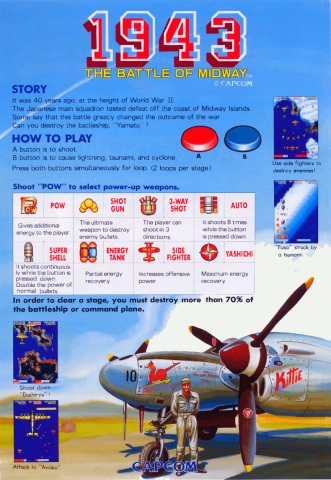 1943
THE BATTLE OF MIDWAY
© CAPCOM
STORY
It was 40 years ago, at the height of World War II
The Japanese main squadron tasted defeat off the coast of Midway Islands.
Some say that this battle greatly changed the outcome of the war.
Can you destroy the battleship, "Yamato"?
HOW TO PLAY
A button is to shoot.
B button is to cause lightning, tsunami, and cyclone.
Press both buttons simultaneously for loop. (2 loops per stage.)
A
B
Use side fighters to
destroy enemies!
Shoot "POW" to select power-up weapons.
POW
Gives additional
energy to the player
SHOT
GUN
The ultimate
weapon to destroy
enemy bullets.
3-WAY
SHOT
The player can
shoot in 3
directions.
AUTO
It shoots 8 times
while the button
is pressed down.
SUPER
SHELL
It shoots continuous-
ly while the button is
pressed down.
Double the power of
normal bullets.
ENERGY
TANK
Partial energy
recovery.
SIDE
FIGHTER
Increases offensive
power
YASHICHI
Maximum energy
recovery.
attack by
a tsunami.
In order to clear a stage, you must destroy more than 70% of
the battleship or command plane.
Shoot down
Attack to "Ayako".
10
Kittie
CAPCOM